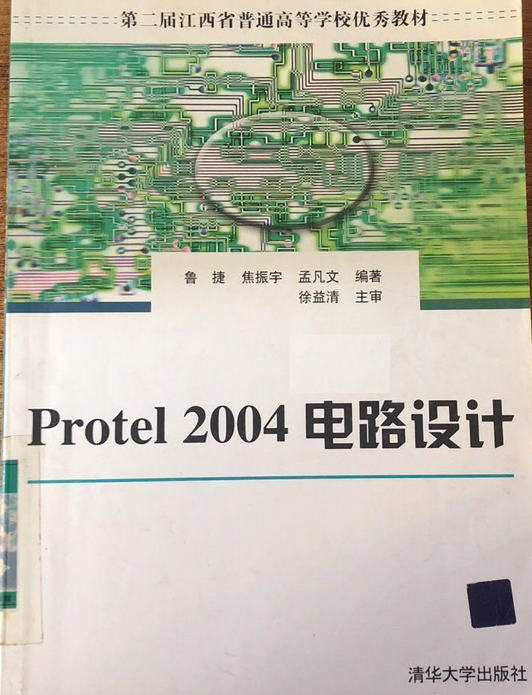 第二届江西省普通高等学校优秀教材
鲁 捷 焦振宇 孟凡文 编著
徐益清 主审
Protel 2004 电路设计
清华大学出版社